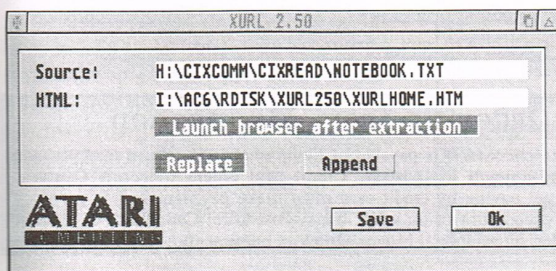 XURL 2.50
Source: H:\CIXCOMM\CIXREAD\NOTEBOOK.TXT
HTML: I:\AC6\RDISK\XURL250\XURLHOME.HTM
Launch browser after extraction
Replace Append
ATARI
COMPUTING
Save Ok